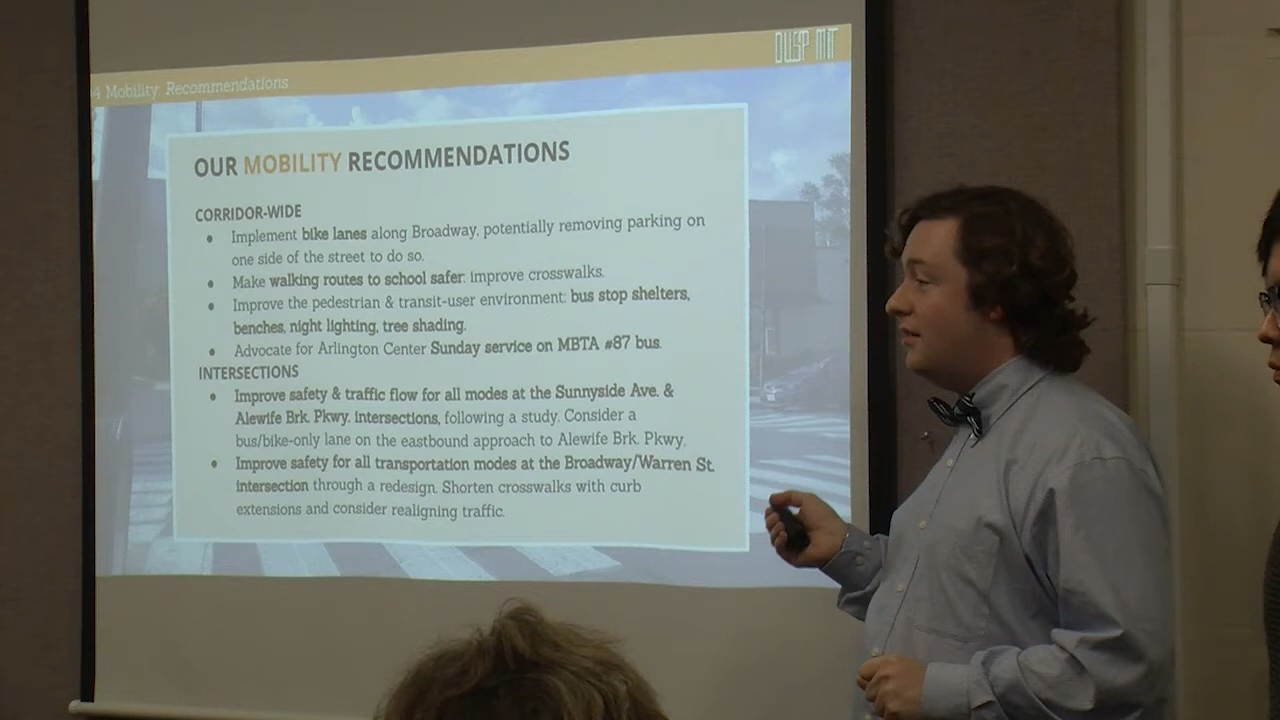 DUSP MIT
4 Mobility: Recommendations
OUR MOBILITY RECOMMENDATIONS
CORRIDOR-WIDE
• Implement bike lanes along Broadway, potentially removing parking on
one side of the street to do so.
• Make walking routes to school safer: improve crosswalks.
• Improve the pedestrian & transit-user environment: bus stop shelters,
benches, night lighting, tree shading.
• Advocate for Arlington Center Sunday service on MBTA #87 bus.
INTERSECTIONS
• Improve safety & traffic flow for all modes at the Sunnyside Ave. &
Alewife Brk. Pkwy. intersections, following a study. Consider a
bus/bike-only lane on the eastbound approach to Alewife Brk. Pkwy.
• Improve safety for all transportation modes at the Broadway/Warren St.
intersection through a redesign. Shorten crosswalks with curb
extensions and consider realigning traffic.